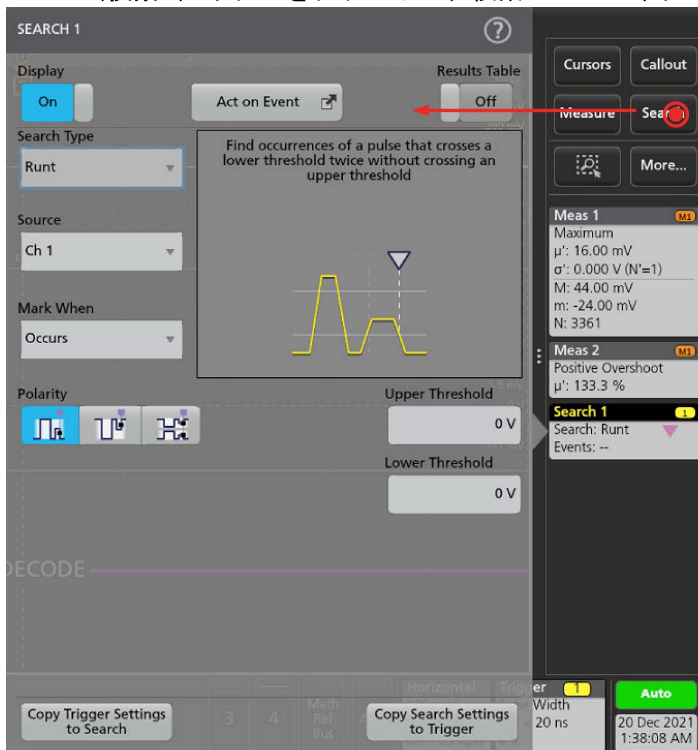 SEARCH 1
?
Cursors
Callout
Display
Results Table
On
Act on Event
Off
Measure
Search Type
Find occurrences of a pulse that crosses a
lower threshold twice without crossing an
upper threshold
Runt
More...
Source
Ch 1
Meas 1
M1
Maximum
µ': 16.00 mV
σ': 0.000 V (N'=1)
M: 44.00 mV
m: -24.00 mV
N: 3361
Mark When
Occurs
Meas 2
M1
Positive Overshoot
µ': 133.3 %
Polarity
Upper Threshold
0 V
Search 1
1
Search: Runt
Events: --
Lower Threshold
0 V
DECODE
Horizontal
Trigger
1
Copy Trigger Settings
to Search
3
4
Math
Ref
Bus
Copy Search Settings
to Trigger
Width
20 ns
Auto
20 Dec 2021
1:38:08 AM